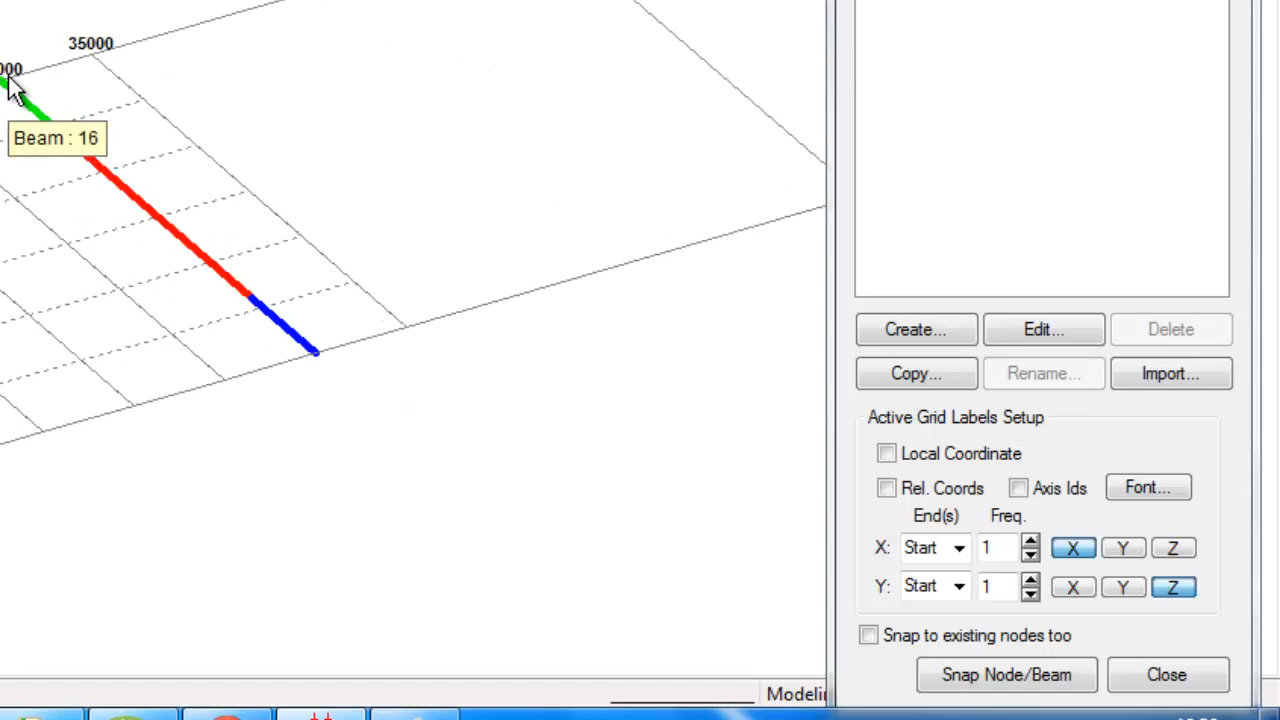 35000
000
Beam : 16
Create... Edit... Delete
Copy... Rename... Import...
Active Grid Labels Setup
Local Coordinate
Rel. Coords Axis Ids Font...
End(s) Freq.
X: Start 1 X Y Z
Y: Start 1 X Y Z
Snap to existing nodes too
Snap Node/Beam Close